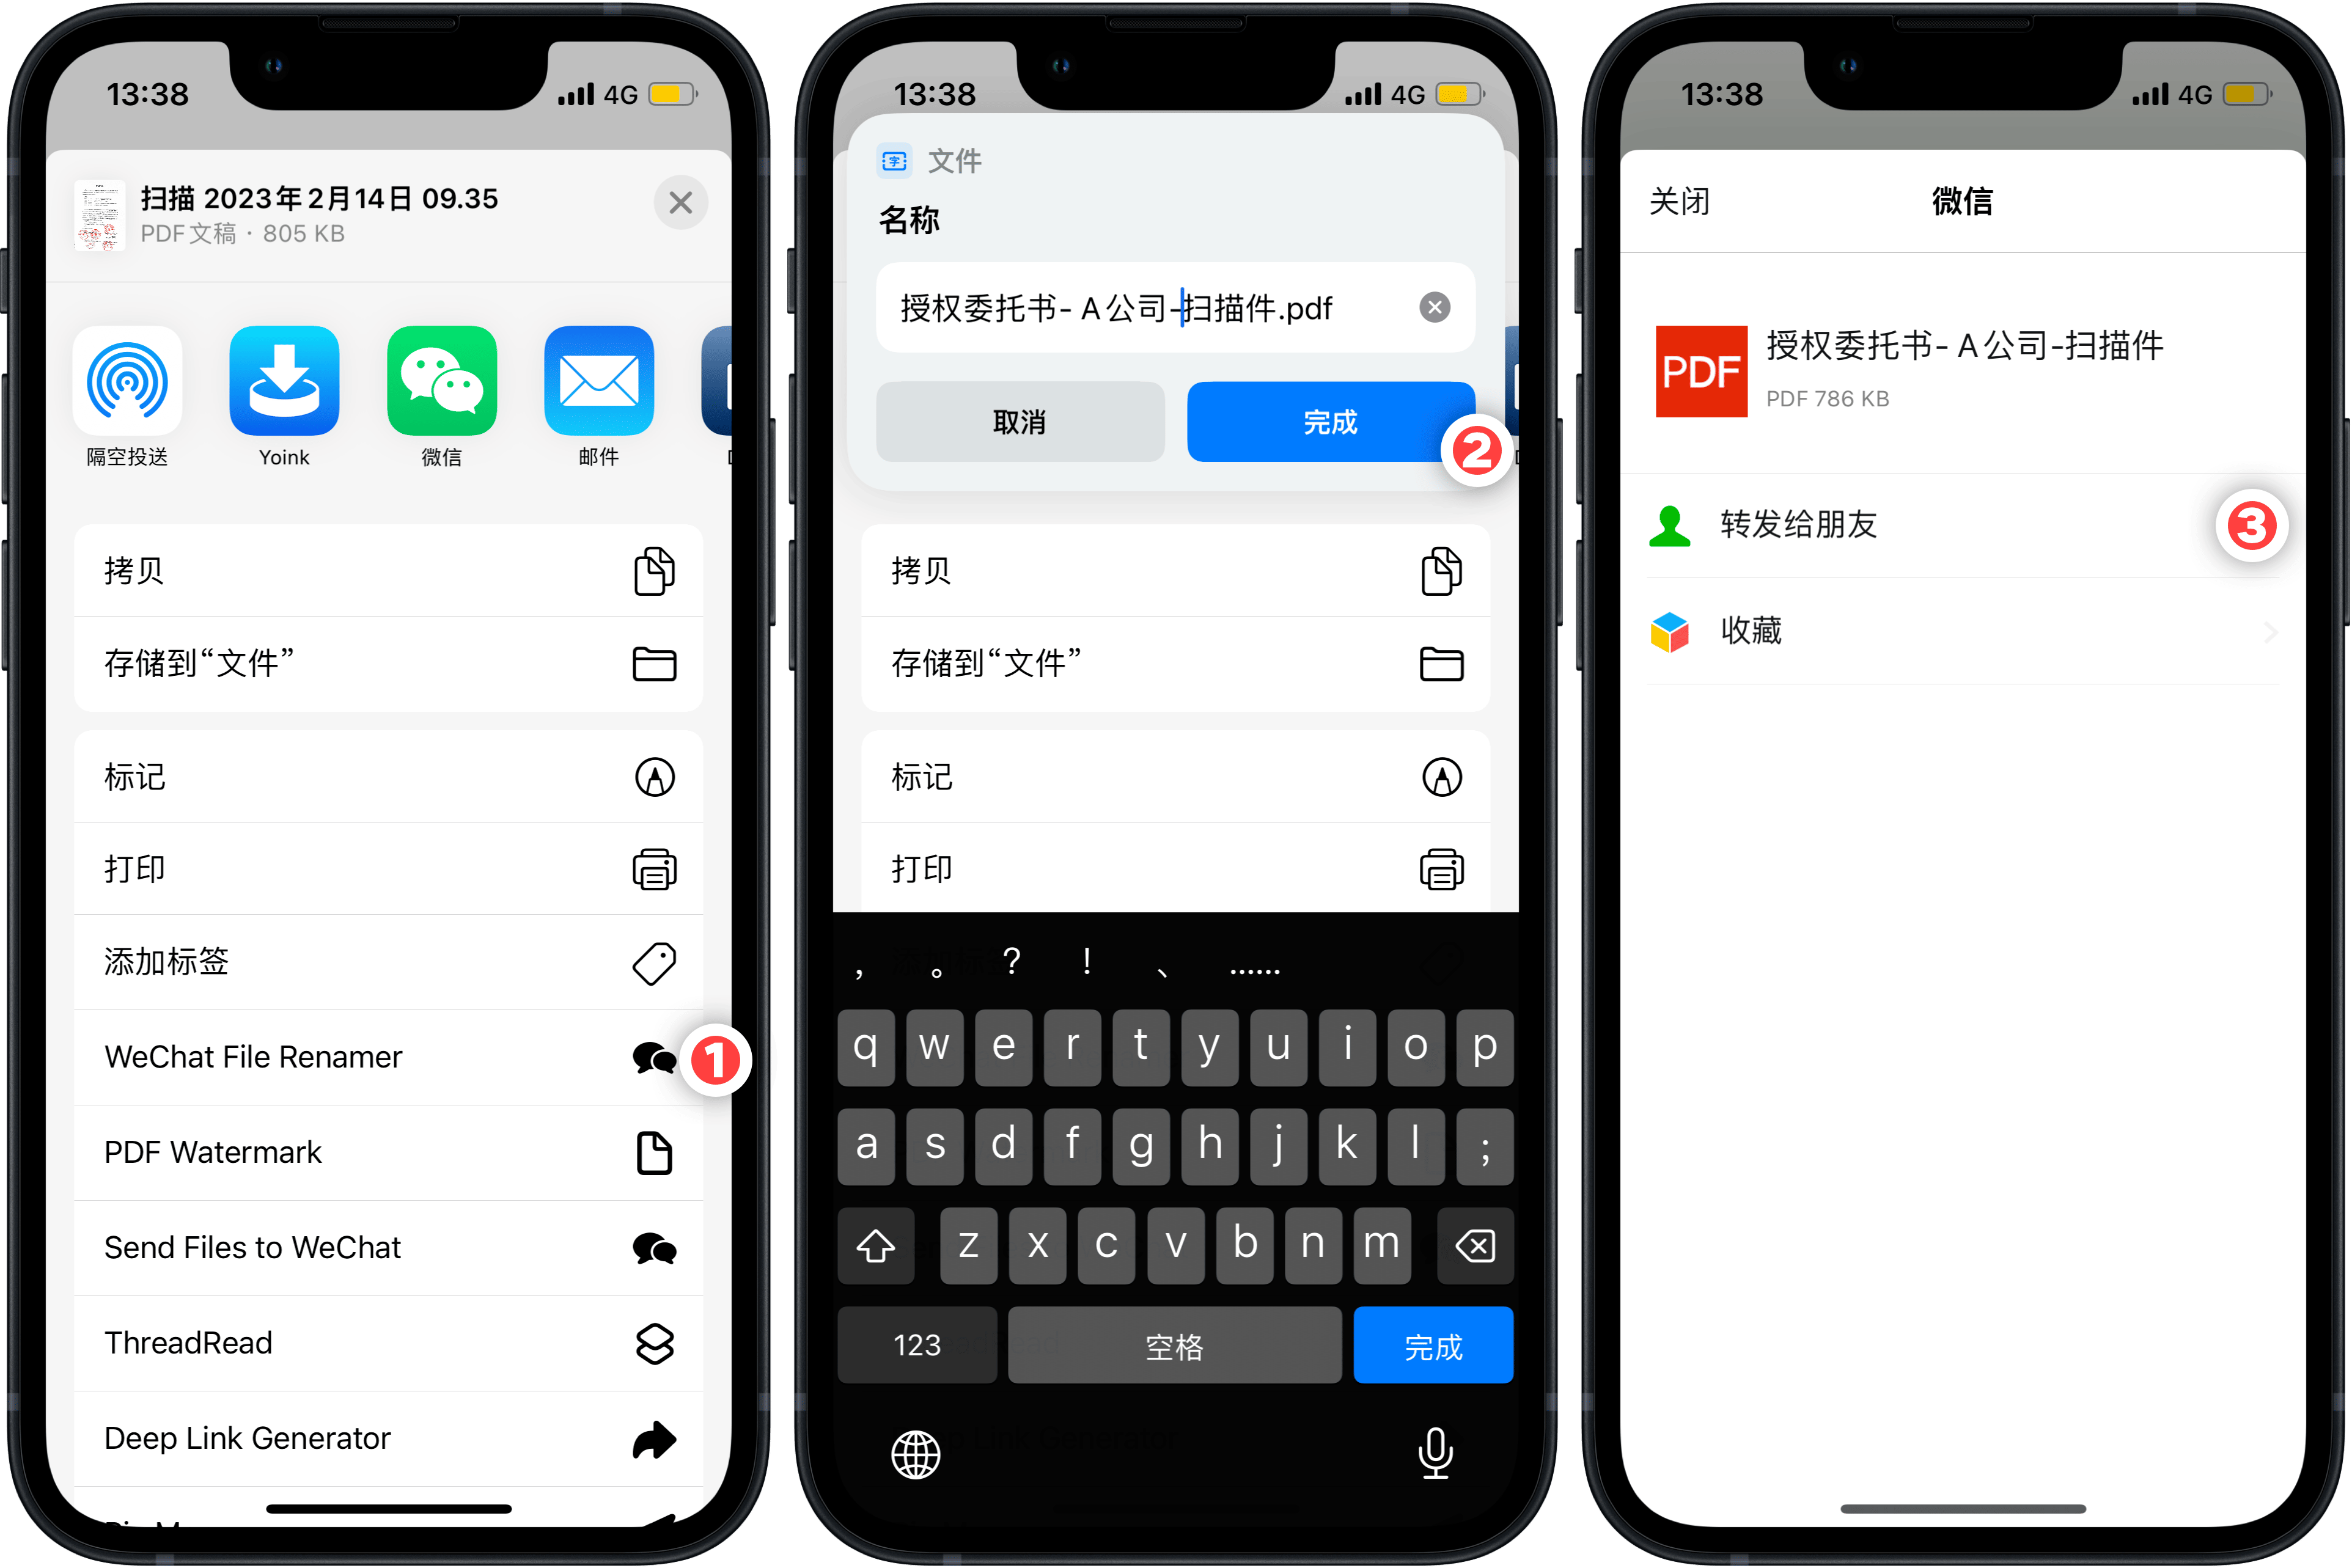 13:38
4G
扫描 2023年2月14日 09.35
PDF文稿 · 805 KB
隔空投送
Yoink
微信
邮件
拷贝
存储到“文件”
标记
打印
添加标签
WeChat File Renamer
1
PDF Watermark
Send Files to WeChat
ThreadRead
Deep Link Generator
13:38
4G
文件
名称
授权委托书- A公司-扫描件.pdf
取消
完成
2
拷贝
存储到“文件”
标记
打印
， 。 ？ ！ 、 ……
q w e r t y u i o p
a s d f g h j k l ;
z x c v b n m
123 空格 完成
13:38
4G
关闭
微信
PDF
授权委托书- A公司-扫描件
PDF 786 KB
转发给朋友
3
收藏